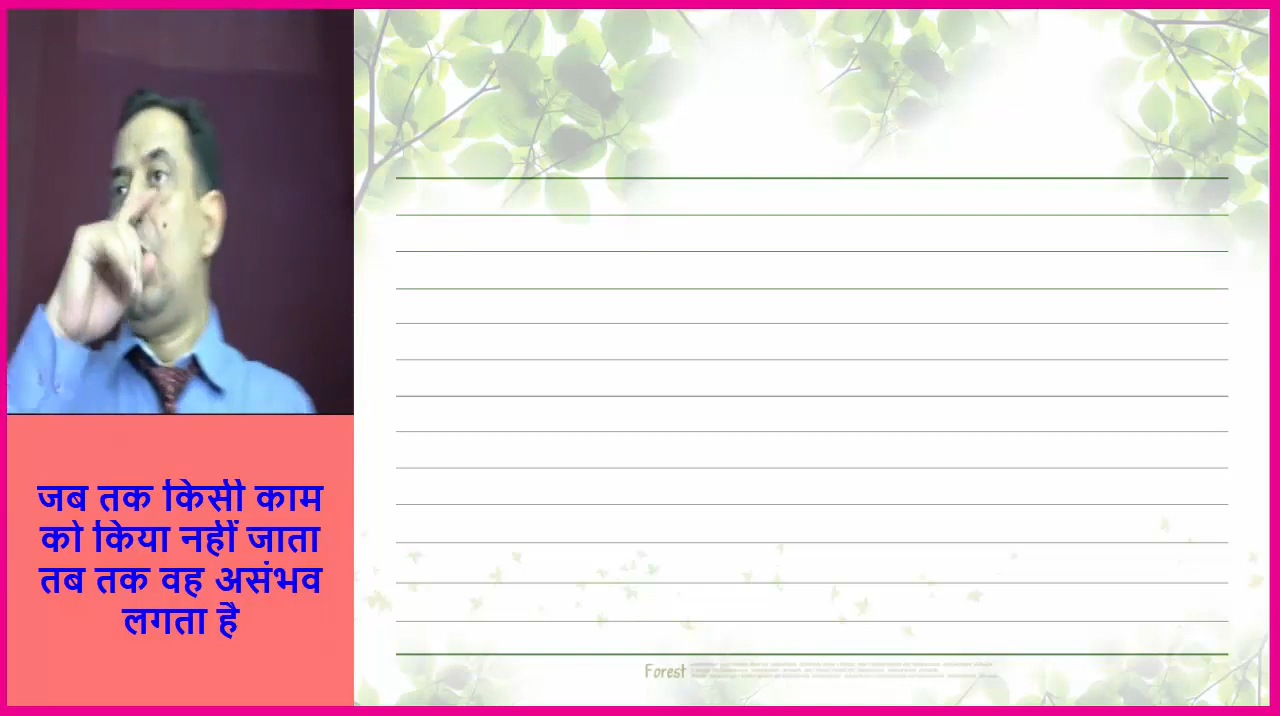 जब तक किसी काम
को किया नहीं जाता
तब तक वह असंभव
लगता है
Forest